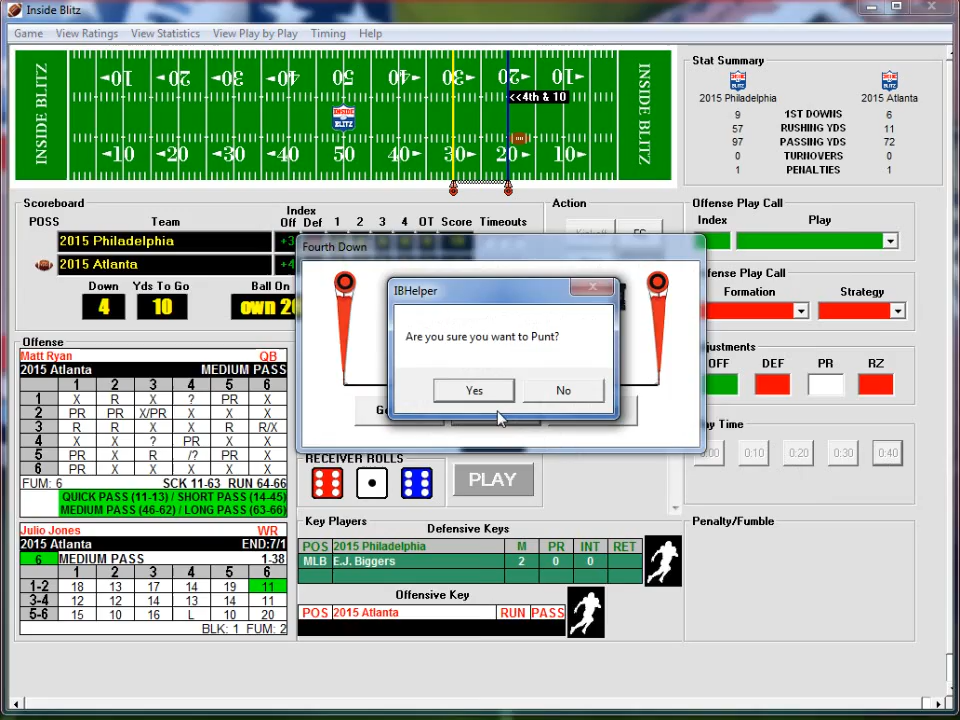 Inside Blitz
Game View Ratings View Statistics View Play by Play Timing Help
INSIDE BLITZ
10 20 30 40 50 40 30 20 10
<<4th & 10
INSIDE BLITZ
10 20 30 40 50 40 30 20 10
INSIDE BLITZ
Stat Summary
2015 Philadelphia 2015 Atlanta
9 1ST DOWNS 6
57 RUSHING YDS 11
97 PASSING YDS 72
0 TURNOVERS 0
1 PENALTIES 1
Scoreboard
Index
POSS Team Off Def 1 2 3 4 OT Score Timeouts
2015 Philadelphia
2015 Atlanta
Down Yds To Go Ball On
4 10 own 20
Action
Offense Play Call
Index Play
fense Play Call
Formation Strategy
justments
OFF DEF PR RZ
ay Time
0:10 0:20 0:30 0:40
Fourth Down
IBHelper
Are you sure you want to Punt?
Yes No
Offense
Matt Ryan QB
2015 Atlanta MEDIUM PASS
1 2 3 4 5 6
1 X R X ? PR X
2 PR PR X/PR X X X
3 R R X X R R/X
4 X X ? PR X X
5 PR X R /? PR X
6 PR X X X X X
FUM: 6 SCK 11-63 RUN 64-66
QUICK PASS (11-13) / SHORT PASS (14-45)
MEDIUM PASS (46-62) / LONG PASS (63-66)
Julio Jones WR
2015 Atlanta END:7/1
6 MEDIUM PASS 1-38
1 2 3 4 5 6
1-2 18 13 17 14 19 11
3-4 12 12 14 13 14 11
5-6 15 10 16 L 10 20
BLK: 1 FUM: 2
RECEIVER ROLLS
PLAY
Key Players
Defensive Keys
POS 2015 Philadelphia M PR INT RET
MLB E.J. Biggers 2 0 0
Offensive Key
POS 2015 Atlanta RUN PASS
Penalty/Fumble